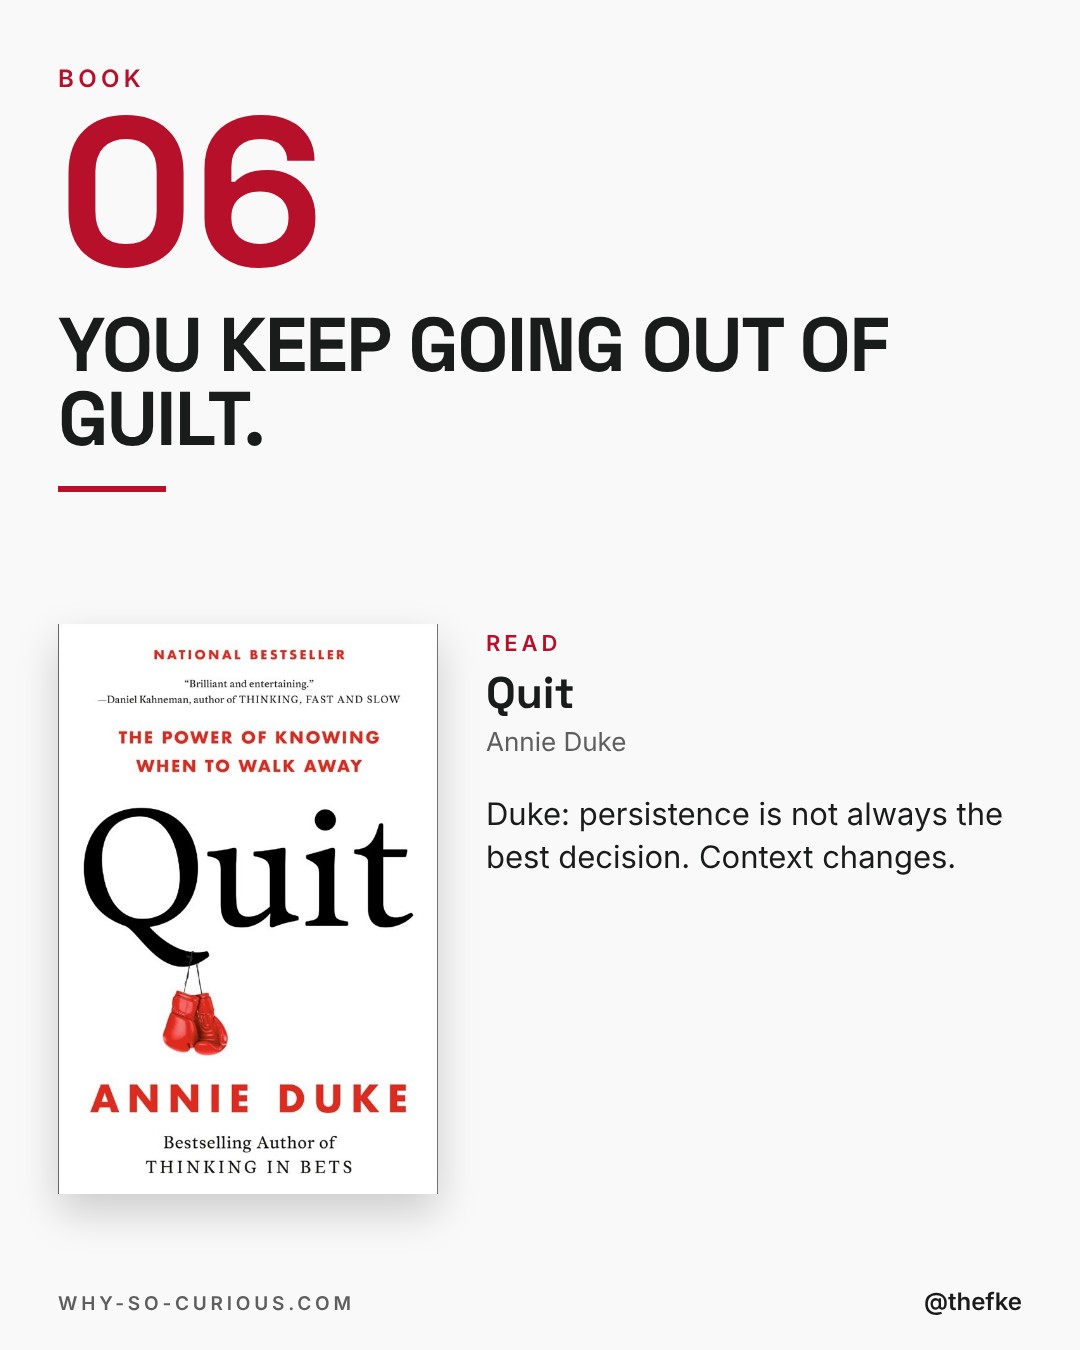 BOOK
06
YOU KEEP GOING OUT OF
GUILT.
NATIONAL BESTSELLER
“Brilliant and entertaining.”
—Daniel Kahneman, author of THINKING, FAST AND SLOW
THE POWER OF KNOWING
WHEN TO WALK AWAY
Quit
ANNIE DUKE
Bestselling Author of
THINKING IN BETS
READ
Quit
Annie Duke
Duke: persistence is not always the
best decision. Context changes.
WHY-SO-CURIOUS.COM
@thefke